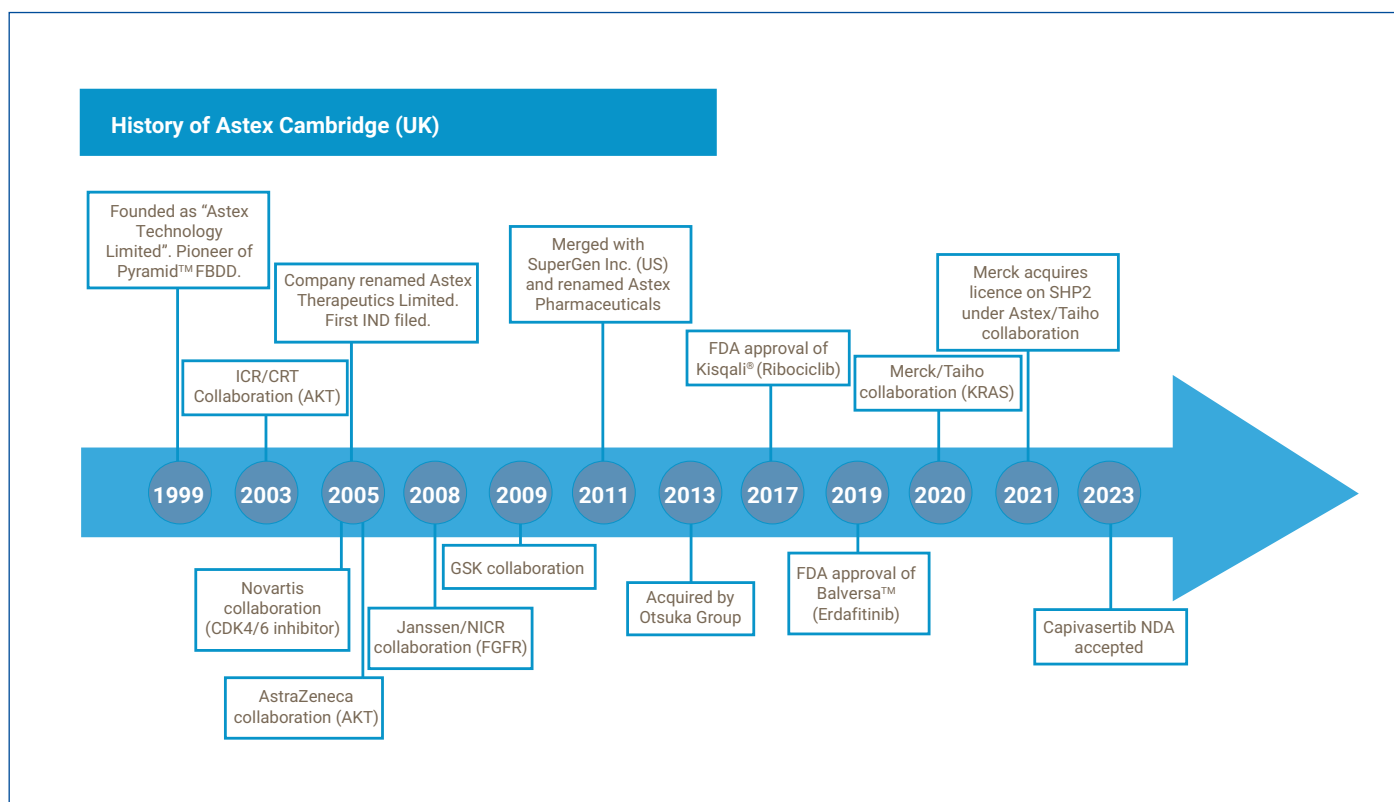 History of Astex Cambridge (UK)
Founded as “Astex
Technology
Limited”. Pioneer of
Pyramid™ FBDD.
ICR/CRT
Collaboration (AKT)
Company renamed Astex
Therapeutics Limited.
First IND filed.
Merged with
SuperGen Inc. (US)
and renamed Astex
Pharmaceuticals
FDA approval of
Kisqali® (Ribociclib)
Merck/Taiho
collaboration (KRAS)
Merck acquires
licence on SHP2
under Astex/Taiho
collaboration
1999
2003
2005
2008
2009
2011
2013
2017
2019
2020
2021
2023
Novartis
collaboration
(CDK4/6 inhibitor)
AstraZeneca
collaboration (AKT)
Janssen/NICR
collaboration (FGFR)
GSK collaboration
Acquired by
Otsuka Group
FDA approval of
Balversa™
(Erdafitinib)
Capivasertib NDA
accepted